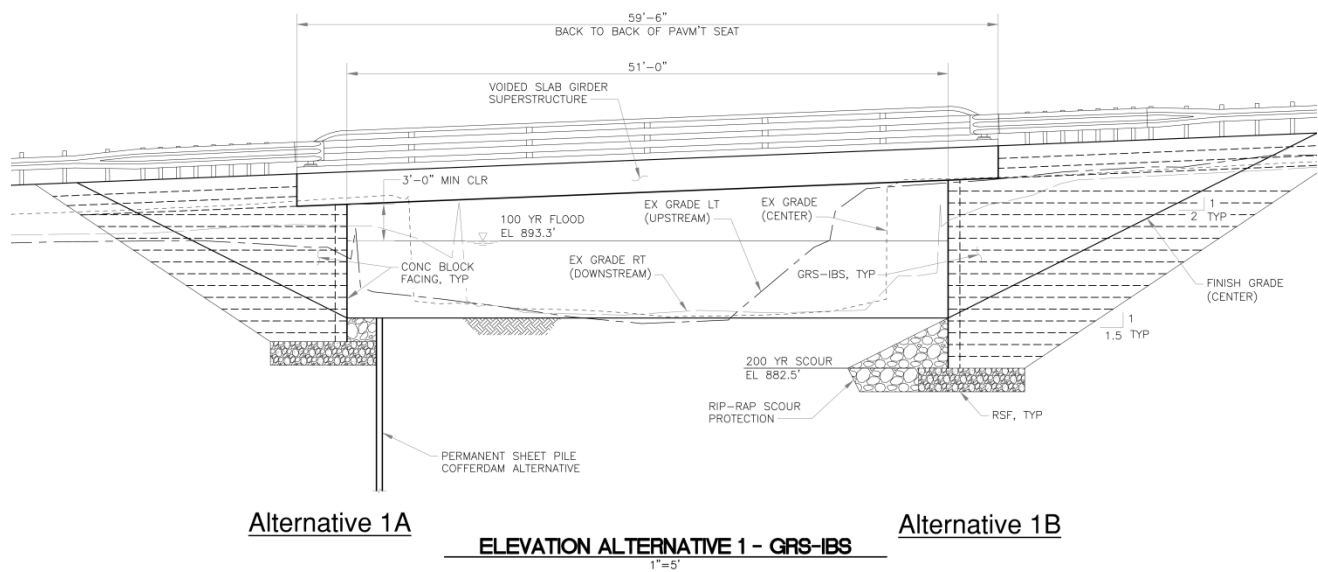 59'-6"
BACK TO BACK OF PAVM'T SEAT
51'-0"
VOIDED SLAB GIRDER
SUPERSTRUCTURE
3'-0" MIN CLR
100 YR FLOOD
EL 893.3'
EX GRADE LT
(UPSTREAM)
EX GRADE
(CENTER)
1
2 TYP
CONC BLOCK
FACING, TYP
EX GRADE RT
(DOWNSTREAM)
GRS-IBS, TYP
FINISH GRADE
(CENTER)
1
1.5 TYP
200 YR SCOUR
EL 882.5'
RIP-RAP SCOUR
PROTECTION
RSF, TYP
PERMANENT SHEET PILE
COFFERDAM ALTERNATIVE
Alternative 1A
Alternative 1B
ELEVATION ALTERNATIVE 1 - GRS-IBS
1"=5'